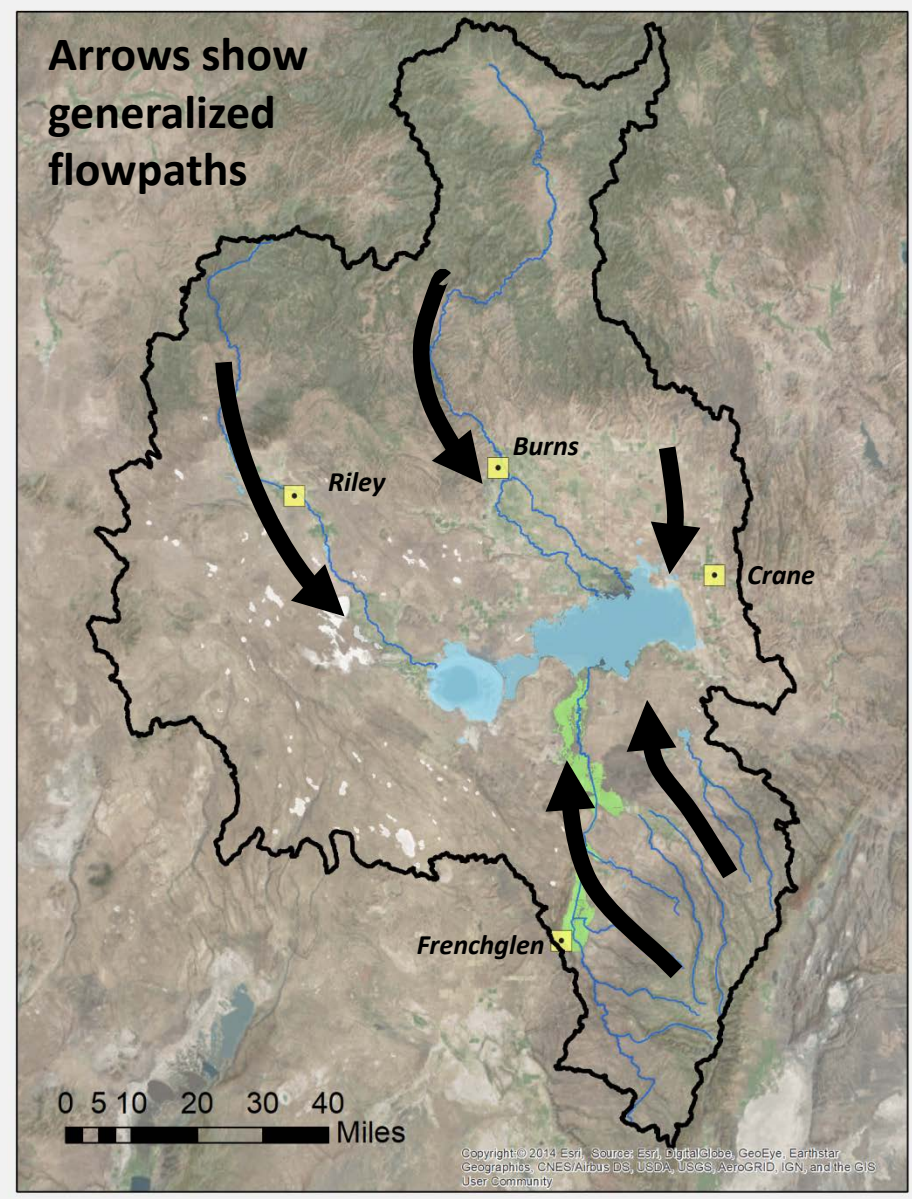 Arrows show
generalized
flowpaths
Burns
Riley
Crane
Frenchglen
0 5 10 20 30 40
Miles
Copyright:© 2014 Esri, Source: Esri, DigitalGlobe, GeoEye, Earthstar
Geographics, CNES/Airbus DS, USDA, USGS, AeroGRID, IGN, and the GIS
User Community